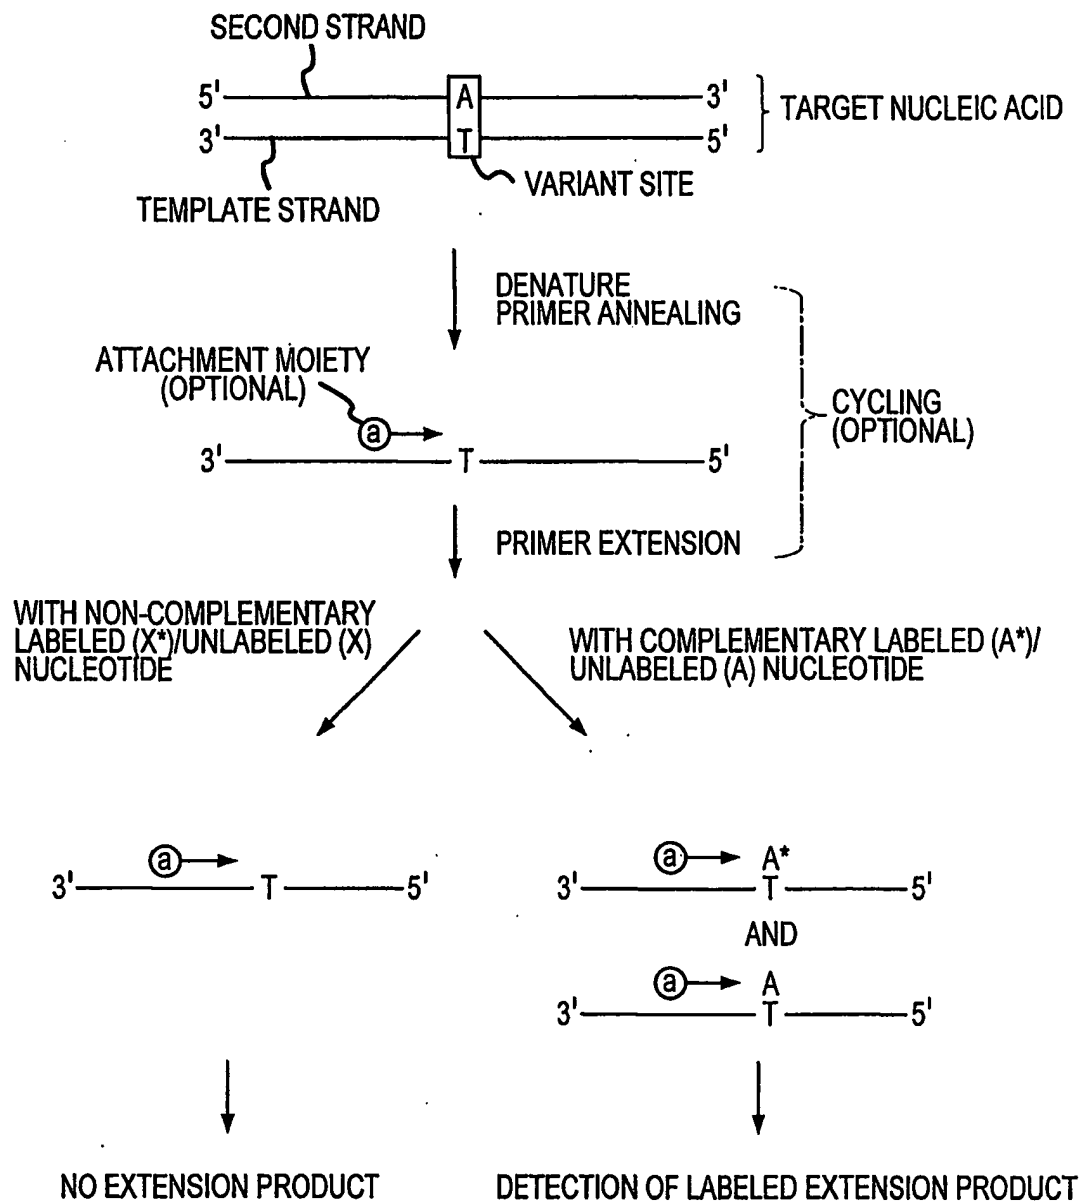 SECOND STRAND
5' A 3'
3' T 5'
TARGET NUCLEIC ACID
VARIANT SITE
TEMPLATE STRAND
DENATURE
PRIMER ANNEALING
ATTACHMENT MOIETY
(OPTIONAL)
CYCLING
(OPTIONAL)
a
3' T 5'
PRIMER EXTENSION
WITH NON-COMPLEMENTARY
LABELED (X*)/UNLABELED (X)
NUCLEOTIDE
WITH COMPLEMENTARY LABELED (A*)/
UNLABELED (A) NUCLEOTIDE
a
3' T 5'
a A*
3' T 5'
AND
a A
3' T 5'
NO EXTENSION PRODUCT
DETECTION OF LABELED EXTENSION PRODUCT